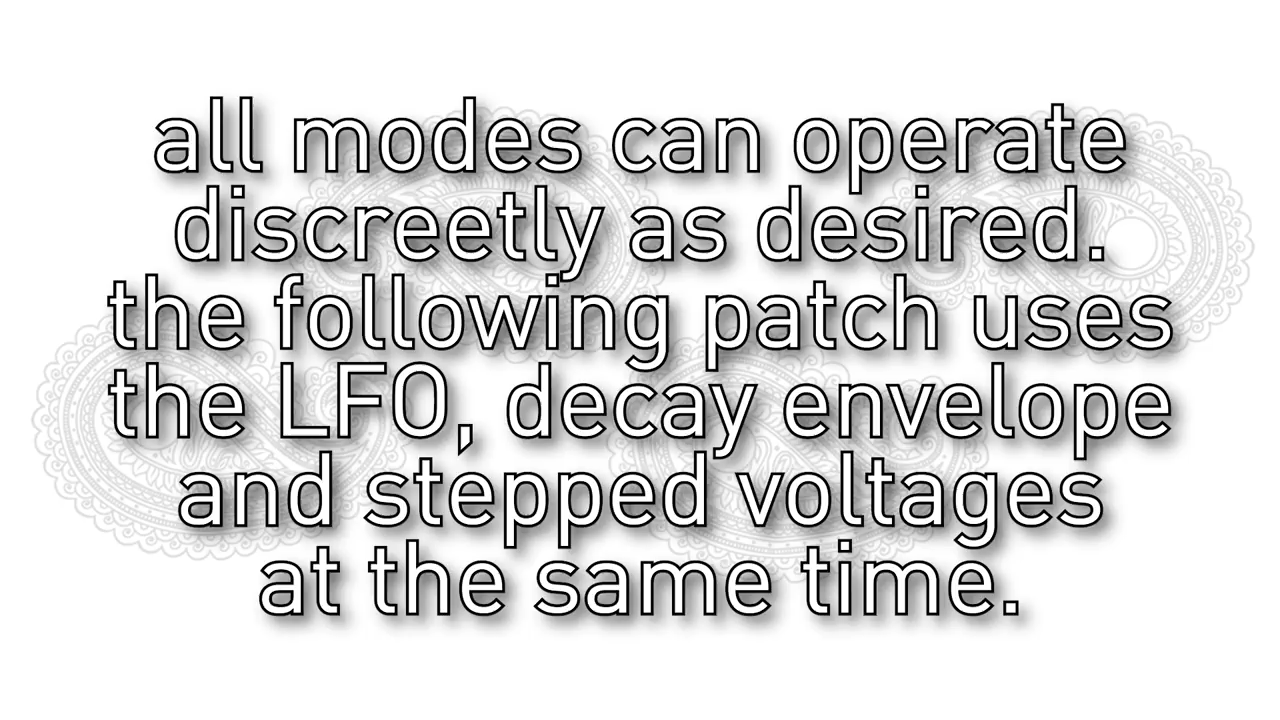 all modes can operate
discreetly as desired.
the following patch uses
the LFO, decay envelope
and stepped voltages
at the same time.